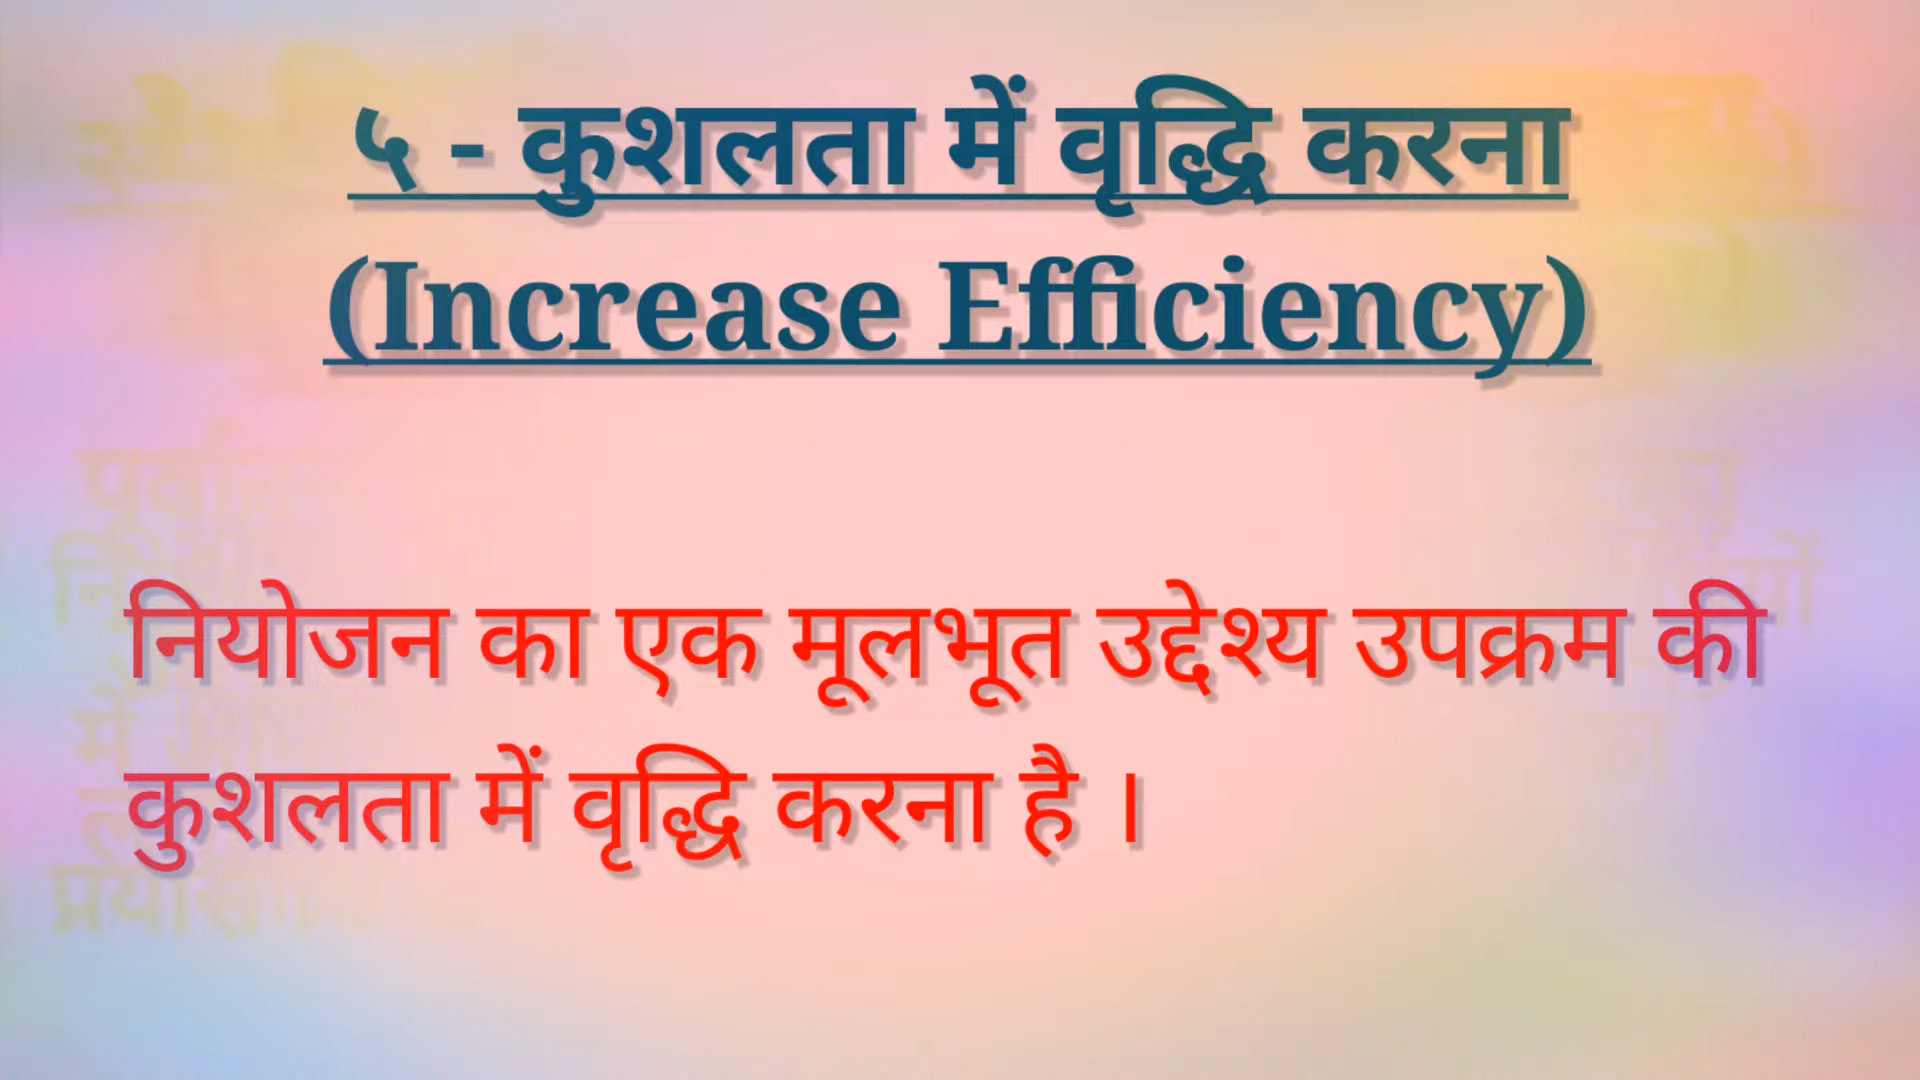 ५ - कुशलता में वृद्धि करना
(Increase Efficiency)
नियोजन का एक मूलभूत उद्देश्य उपक्रम की
कुशलता में वृद्धि करना है ।